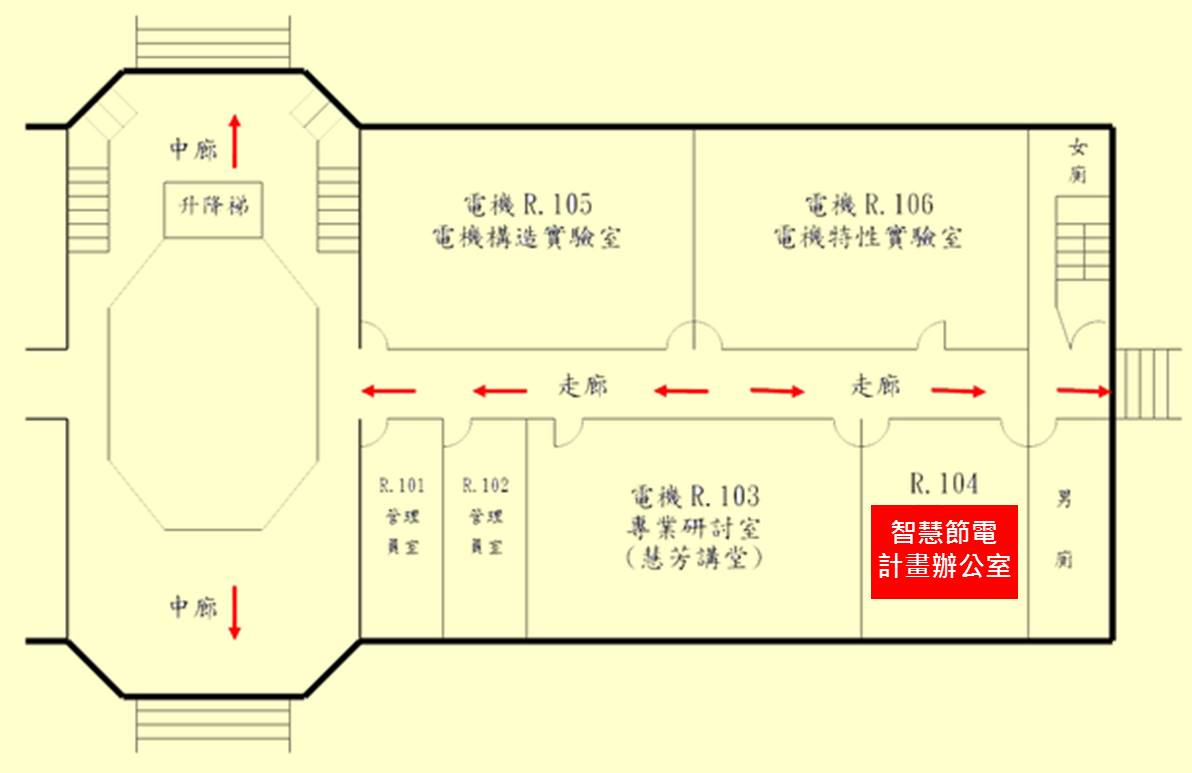 中廊
升降梯
電機 R.105
電機構造實驗室
電機 R.106
電機特性實驗室
女
廁
走廊
走廊
R.101
管理
員室
R.102
管理
員室
電機 R.103
專業研討室
(慧芳講堂)
R.104
智慧節電
計畫辦公室
男
廁
中廊